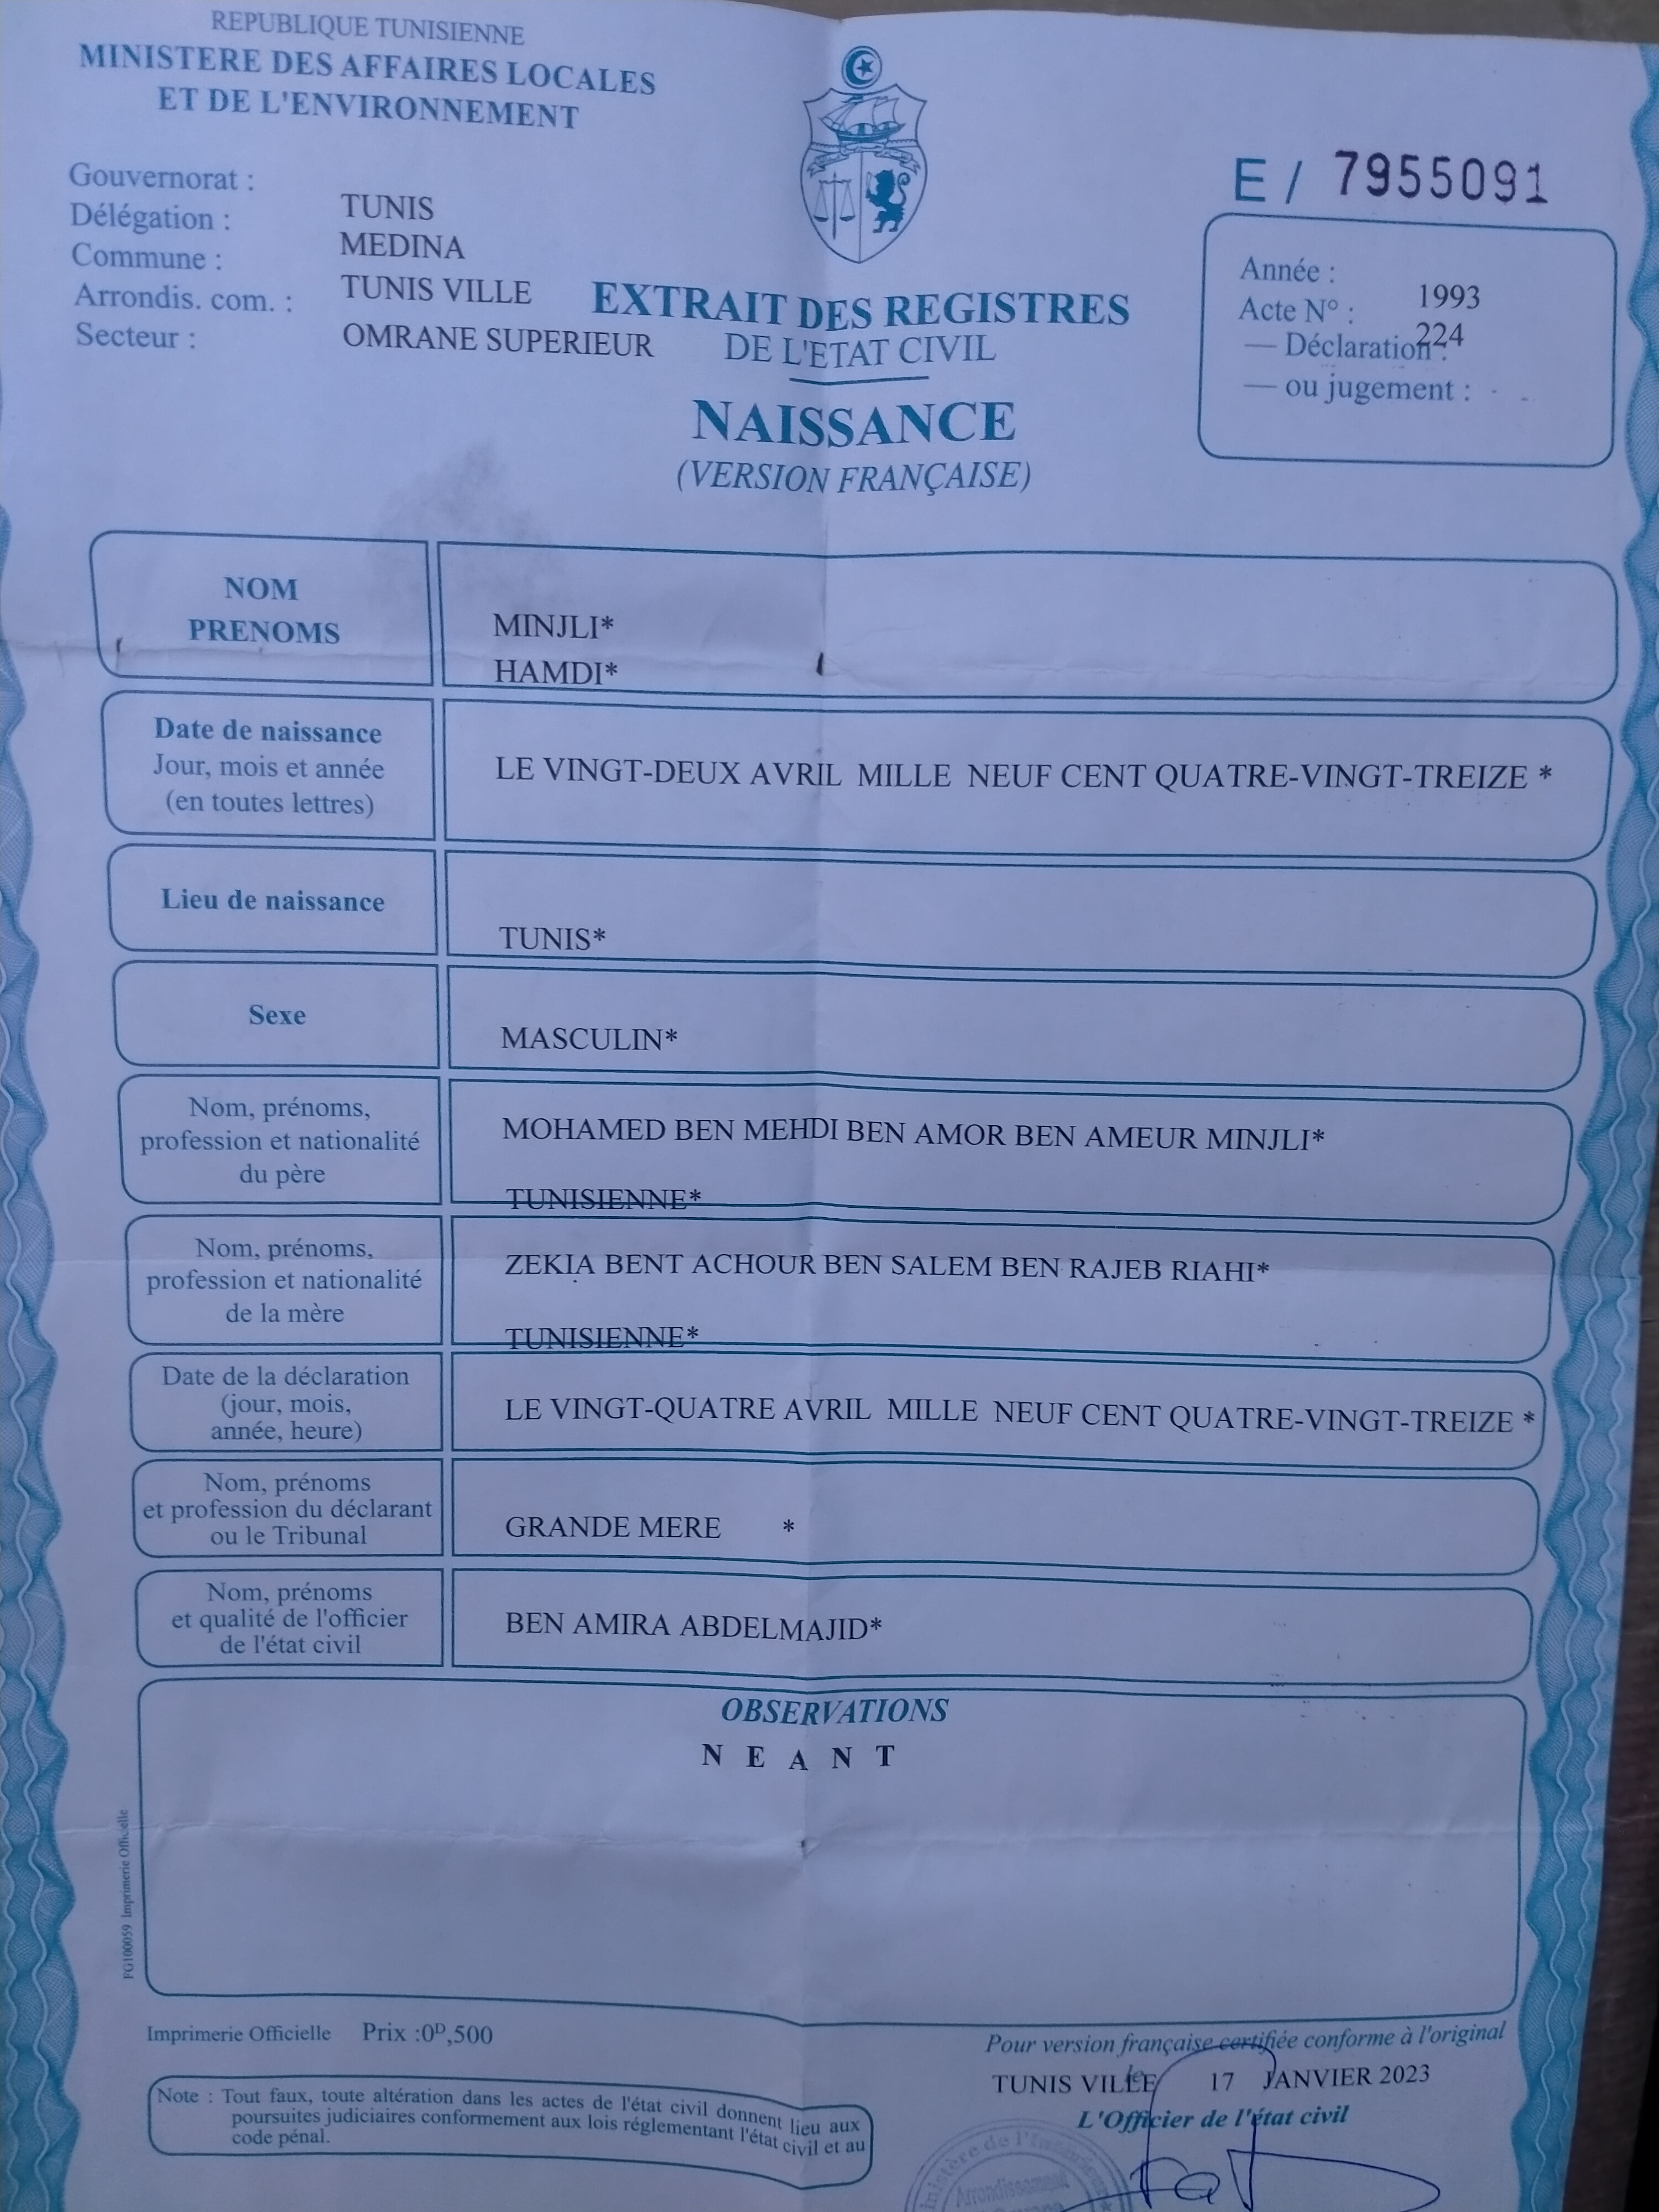 REPUBLIQUE TUNISIENNE
MINISTERE DES AFFAIRES LOCALES
ET DE L'ENVIRONNEMENT
Gouvernorat : TUNIS
Délégation : MEDINA
Commune : TUNIS VILLE
Arrondis. com. : OMRANE SUPERIEUR
Secteur :
E / 7955091
Année : 1993
Acte N° : 224
— Déclaration :
— ou jugement : - -
EXTRAIT DES REGISTRES
DE L'ETAT CIVIL
NAISSANCE
(VERSION FRANÇAISE)
NOM
PRENOMS
MINJLI*
HAMDI*
Date de naissance
Jour, mois et année
(en toutes lettres)
LE VINGT-DEUX AVRIL MILLE NEUF CENT QUATRE-VINGT-TREIZE *
Lieu de naissance
TUNIS*
Sexe
MASCULIN*
Nom, prénoms,
profession et nationalité
du père
MOHAMED BEN MEHDI BEN AMOR BEN AMEUR MINJLI*
TUNISIENNE*
Nom, prénoms,
profession et nationalité
de la mère
ZEKIA BENT ACHOUR BEN SALEM BEN RAJEB RIAHI*
TUNISIENNE*
Date de la déclaration
(jour, mois,
année, heure)
LE VINGT-QUATRE AVRIL MILLE NEUF CENT QUATRE-VINGT-TREIZE *
Nom, prénoms
et profession du déclarant
ou le Tribunal
GRANDE MERE *
Nom, prénoms
et qualité de l'officier
de l'état civil
BEN AMIRA ABDELMAJID*
OBSERVATIONS
N E A N T
FG100059 Imprimerie Officielle
Imprimerie Officielle Prix :0ᴰ,500
Note : Tout faux, toute altération dans les actes de l'état civil donnent lieu aux
poursuites judiciaires conformement aux lois réglementant l'état civil et au
code pénal.
Pour version française certifiée conforme à l'original
TUNIS VILLE le 17 JANVIER 2023
L'Officier de l'état civil
Arrondissement